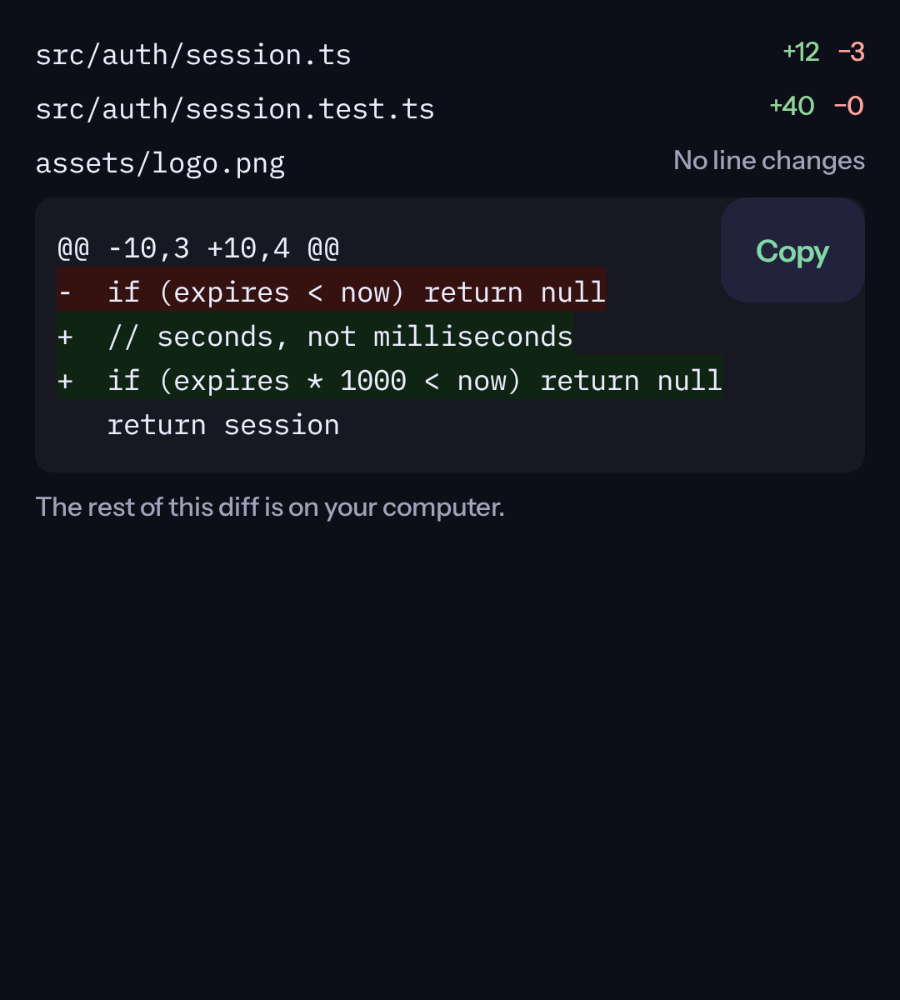 src/auth/session.ts +12 −3
src/auth/session.test.ts +40 −0
assets/logo.png No line changes
@@ -10,3 +10,4 @@
Copy
-  if (expires < now) return null
+  // seconds, not milliseconds
+  if (expires * 1000 < now) return null
   return session
The rest of this diff is on your computer.